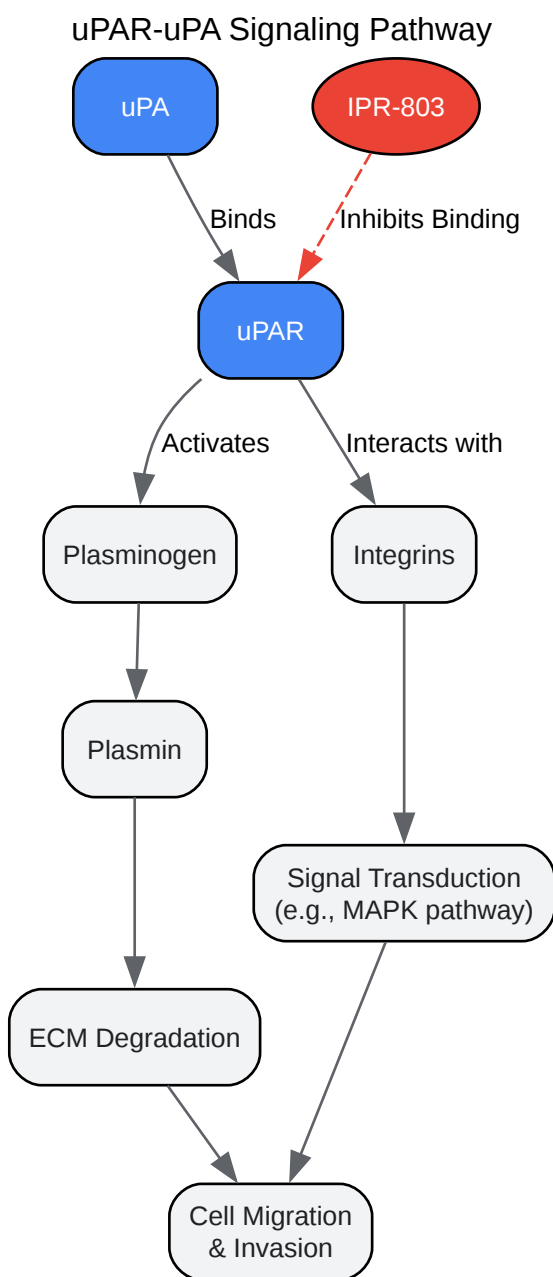 uPAR-uPA Signaling Pathway
uPA
IPR-803
Binds
Inhibits Binding
uPAR
Activates
Interacts with
Plasminogen
Integrins
Plasmin
Signal Transduction
(e.g., MAPK pathway)
ECM Degradation
Cell Migration
& Invasion